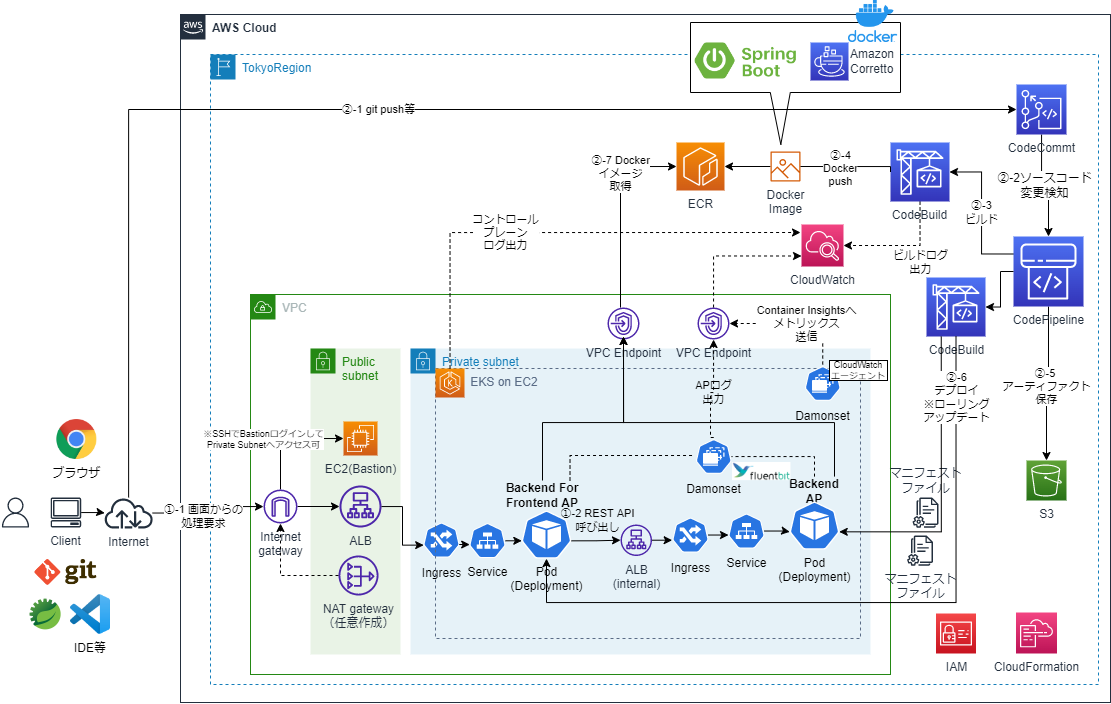 aws
AWS Cloud
docker
TokyoRegion
Spring
Boot
Amazon
Corretto
②-1 git push等
CodeCommt
②-2ソースコード
変更検知
②-7 Docker
イメージ
取得
②-4
Docker
push
ECR
Docker
Image
CodeBuild
②-3
ビルド
コントロール
プレーン
ログ出力
CloudWatch
ビルドログ
出力
CodePipeline
VPC
Container Insightsへ
メトリックス
送信
VPC Endpoint
VPC Endpoint
CodeBuild
Public
subnet
Private subnet
EKS on EC2
CloudWatch
エージェント
APログ
出力
Damonset
②-6
デプロイ
※ローリング
アップデート
②-5
アーティファクト
保存
※SSHでBastionログインして
Private Subnetへアクセス可
ブラウザ
EC2(Bastion)
Backend For
Frontend AP
Damonset
fluentbit
Backend
AP
マニフェスト
ファイル
S3
①-1 画面からの
処理要求
①-2 REST API
呼び出し
Client
Internet
Internet
gateway
ALB
Ingress
Service
Pod
(Deployment)
ALB
(internal)
Ingress
Service
Pod
(Deployment)
マニフェスト
ファイル
git
NAT gateway
（任意作成）
IDE等
IAM
CloudFormation